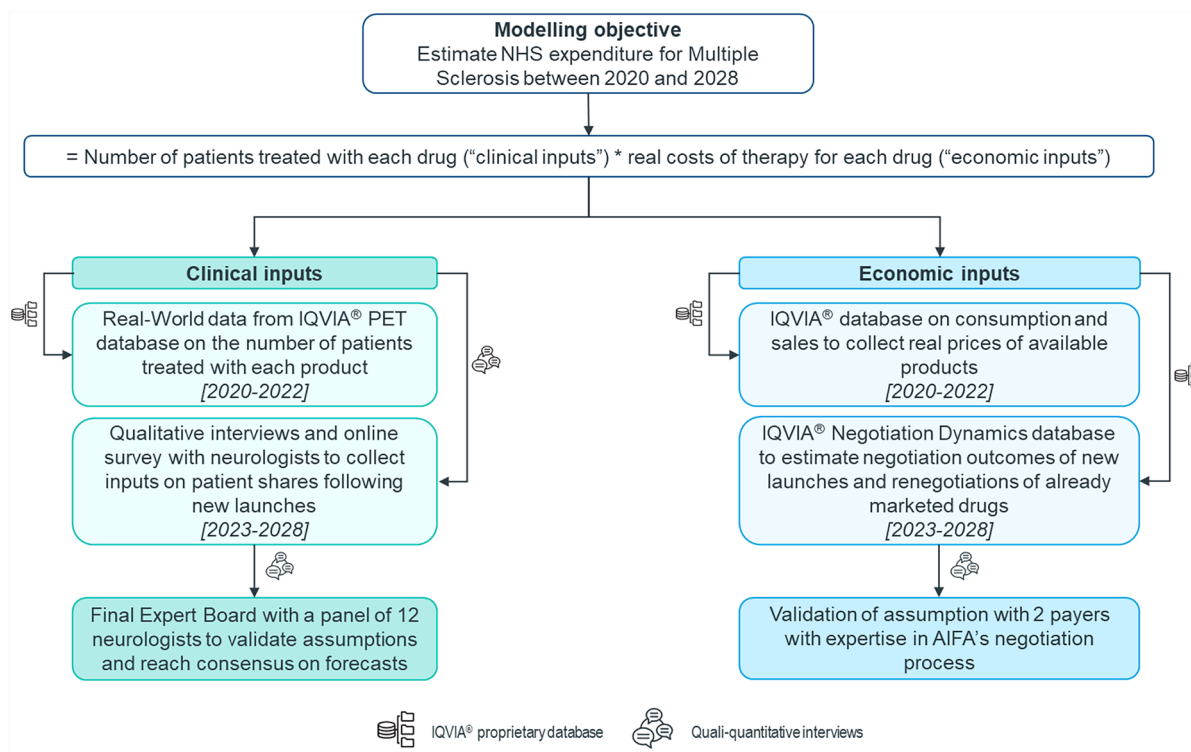 Modelling objective
Estimate NHS expenditure for Multiple
Sclerosis between 2020 and 2028
= Number of patients treated with each drug (“clinical inputs”) * real costs of therapy for each drug (“economic inputs”)
Clinical inputs
Real-World data from IQVIA® PET
database on the number of patients
treated with each product
[2020-2022]
Qualitative interviews and online
survey with neurologists to collect
inputs on patient shares following
new launches
[2023-2028]
Final Expert Board with a panel of 12
neurologists to validate assumptions
and reach consensus on forecasts
Economic inputs
IQVIA® database on consumption and
sales to collect real prices of available
products
[2020-2022]
IQVIA® Negotiation Dynamics database
to estimate negotiation outcomes of new
launches and renegotiations of already
marketed drugs
[2023-2028]
Validation of assumption with 2 payers
with expertise in AIFA’s negotiation
process
IQVIA® proprietary database
Quali-quantitative interviews